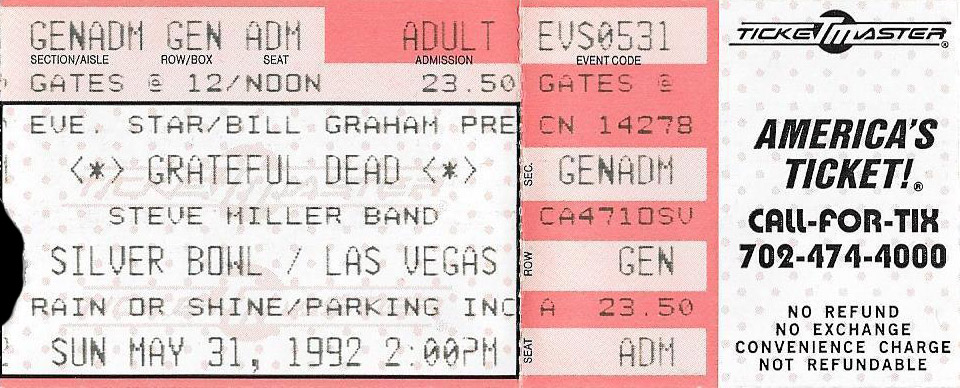 GENADM GEN ADM ADULT
SECTION/AISLE ROW/BOX SEAT ADMISSION
GATES @ 12/NOON 23.50
EVE. STAR/BILL GRAHAM PRE
<*> GRATEFUL DEAD <*>
STEVE MILLER BAND
SILVER BOWL / LAS VEGAS
RAIN OR SHINE/PARKING INC
SUN MAY 31, 1992 2:00PM
EVS0531
EVENT CODE
GATES @
CN 14278
SEC. GENADM
CA4710SV
ROW GEN
A 23.50
SEAT ADM
TICKETMASTER®
AMERICA'S
TICKET!®
CALL-FOR-TIX
702-474-4000
NO REFUND
NO EXCHANGE
CONVENIENCE CHARGE
NOT REFUNDABLE